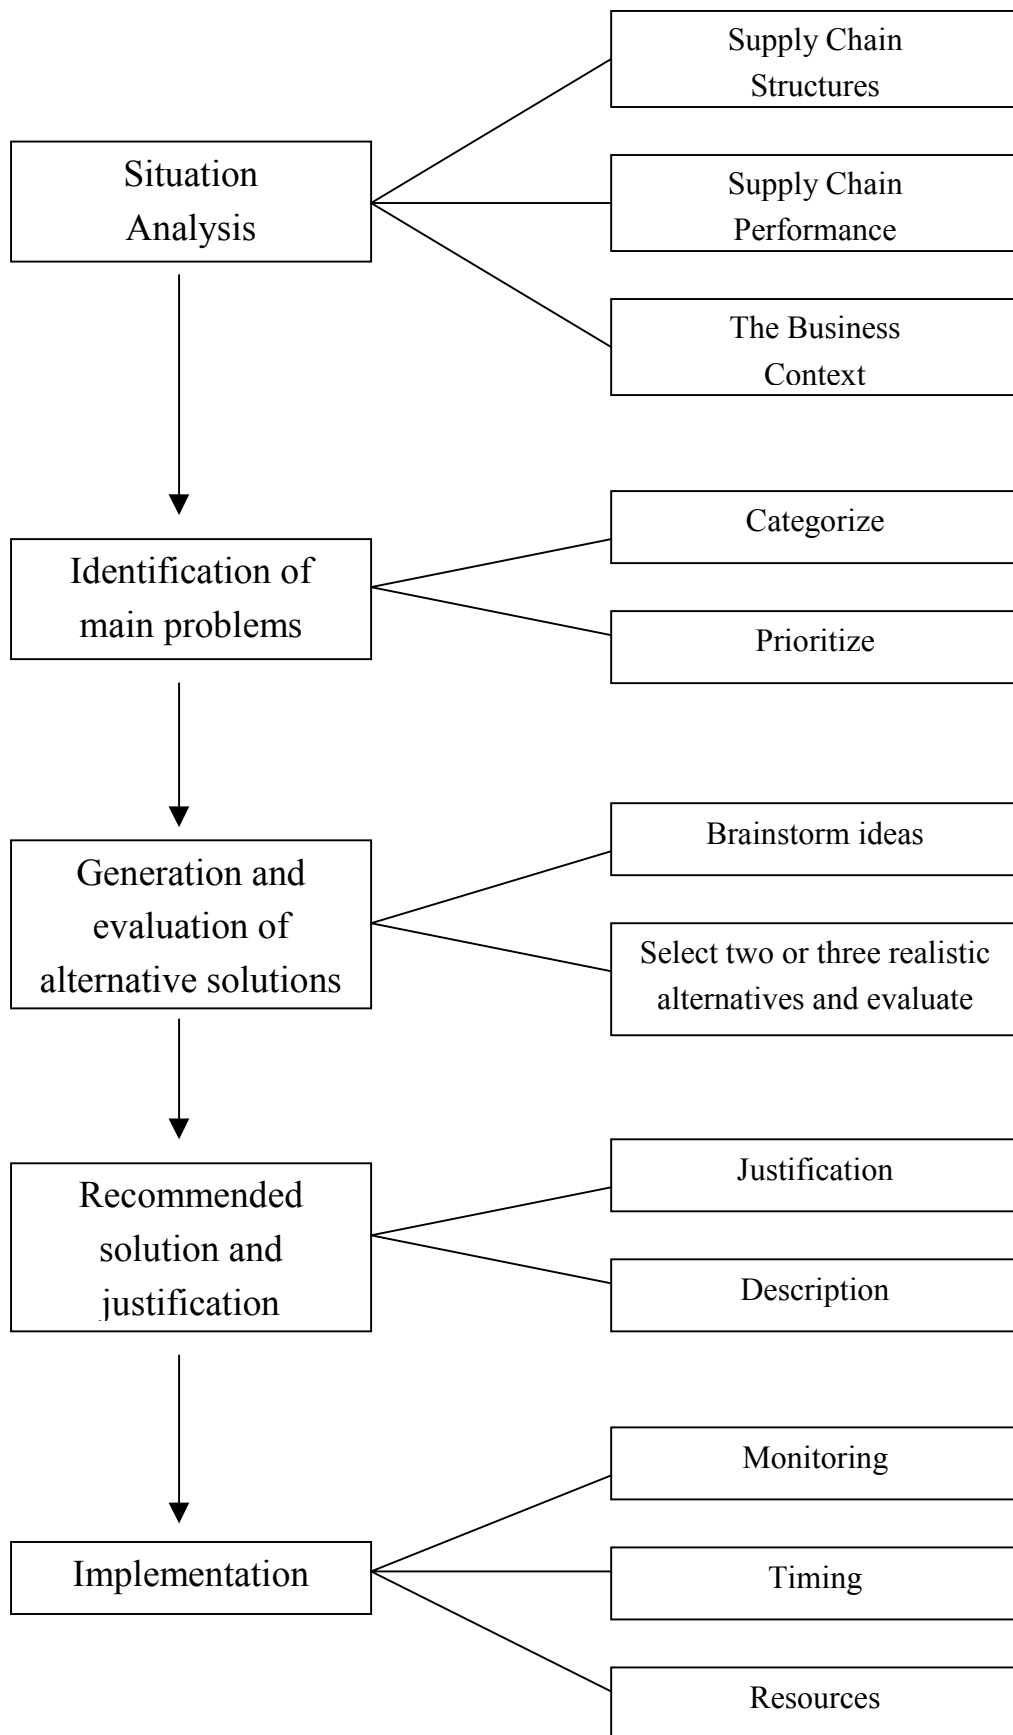 Supply Chain
Structures
Situation
Analysis
Supply Chain
Performance
The Business
Context
Identification of
main problems
Categorize
Prioritize
Generation and
evaluation of
alternative solutions
Brainstorm ideas
Select two or three realistic
alternatives and evaluate
Recommended
solution and
justification
Justification
Description
Implementation
Monitoring
Timing
Resources